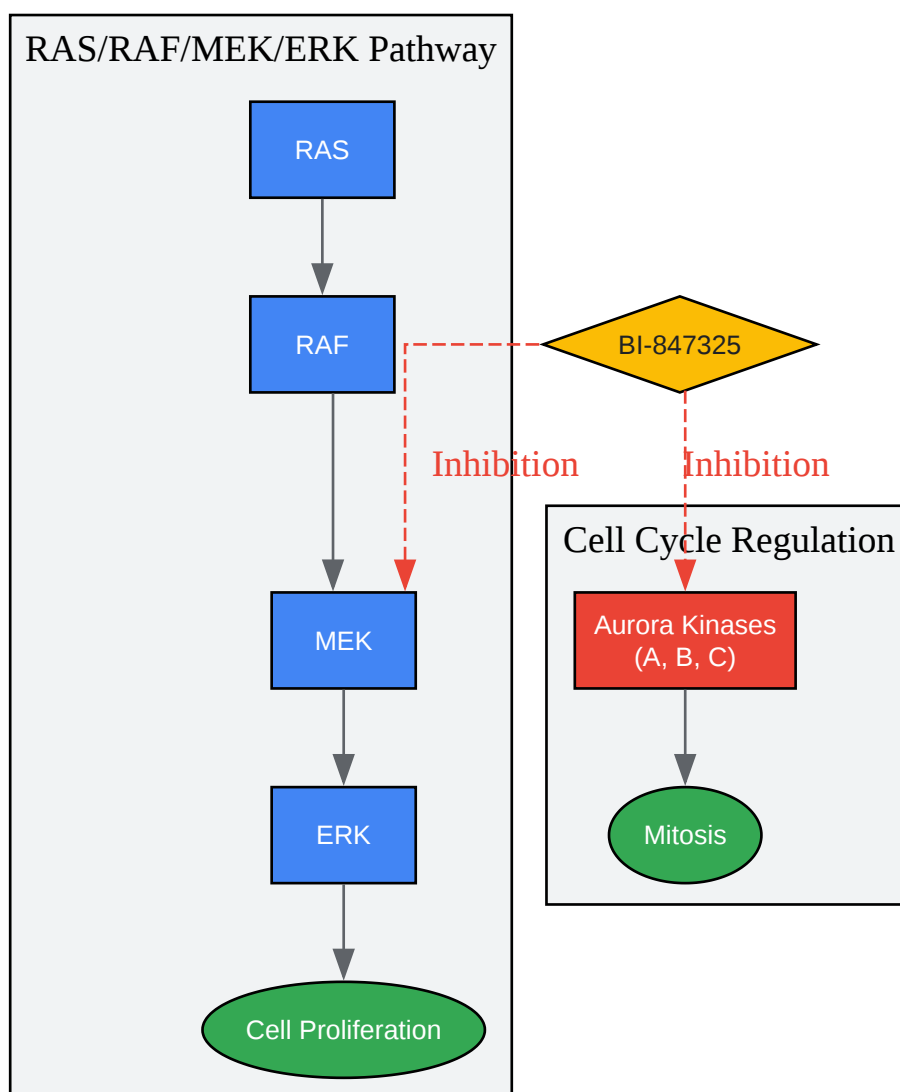 RAS/RAF/MEK/ERK Pathway
RAS
RAF
BI-847325
Inhibition
Inhibition
Cell Cycle Regulation
MEK
Aurora Kinases
(A, B, C)
ERK
Mitosis
Cell Proliferation